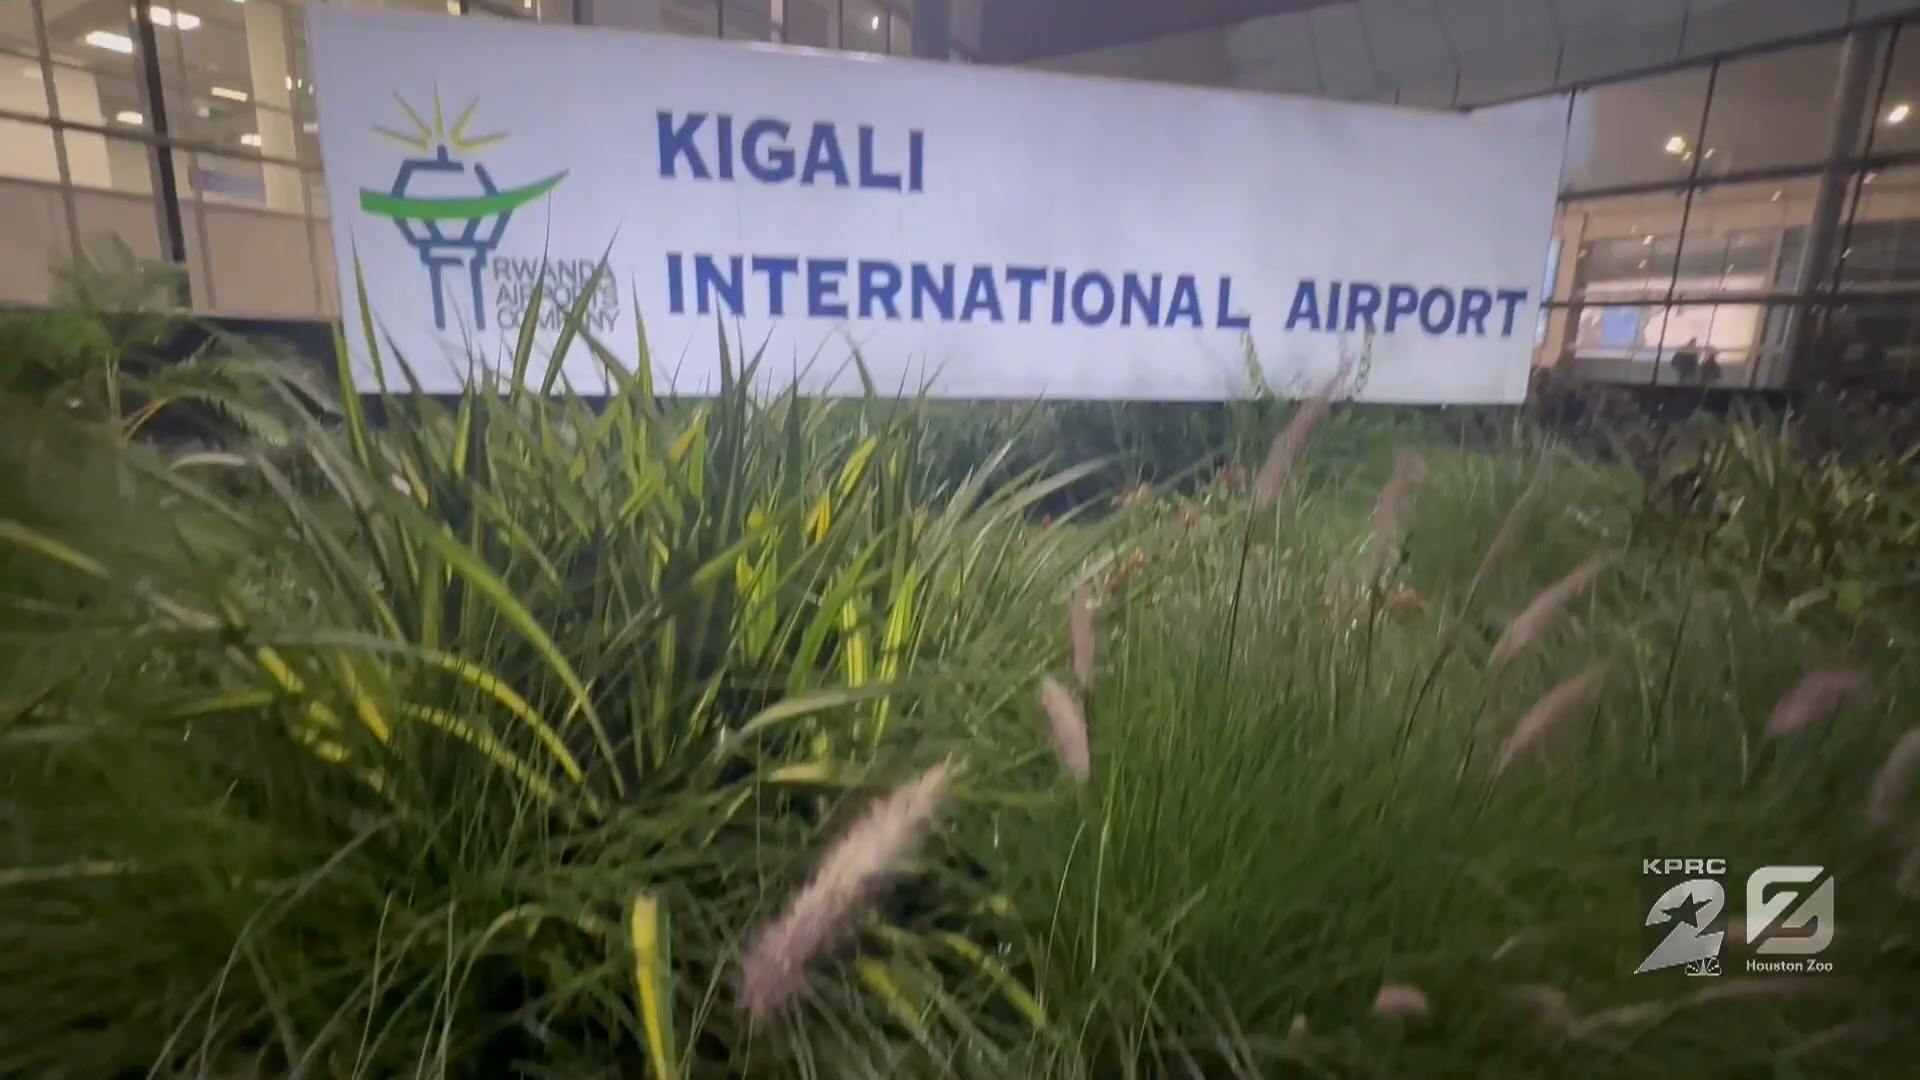 KIGALI
INTERNATIONAL AIRPORT
RWANDA
AIRPORTS
COMPANY
KPRC
2
Houston Zoo